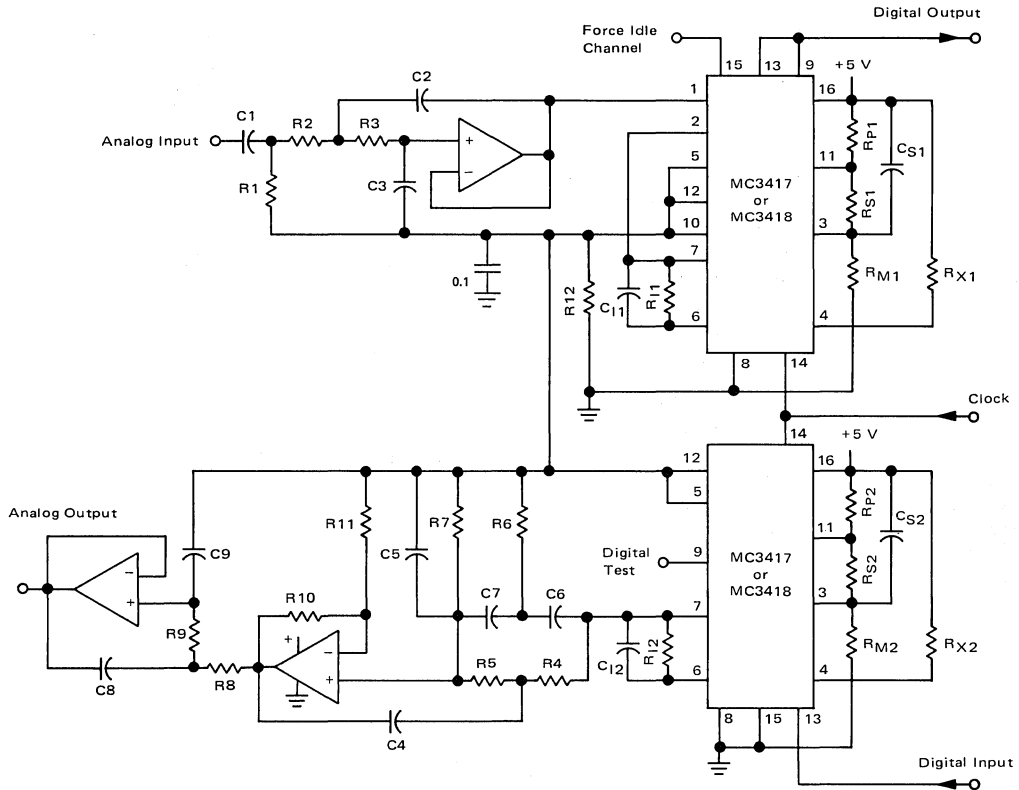 Digital Output
Force Idle
Channel
15
13
9
+5 V
C2
1
16
C1
R2
R3
2
RP1
CS1
Analog Input
+
5
11
MC3417
or
MC3418
R1
C3
−
12
RS1
10
3
7
RM1
RX1
0.1
R12
CI1
RI1
6
4
8
14
Clock
14
+5 V
12
16
Analog Output
5
RP2
CS2
R11
R7
R6
C9
C5
11
Digital
Test
9
MC3417
or
MC3418
RS2
−
+
R10
C7
C6
7
3
R9
+
−
+
CI2
RI2
RM2
RX2
R5
R4
6
4
C8
R8
C4
8
15
13
Digital Input